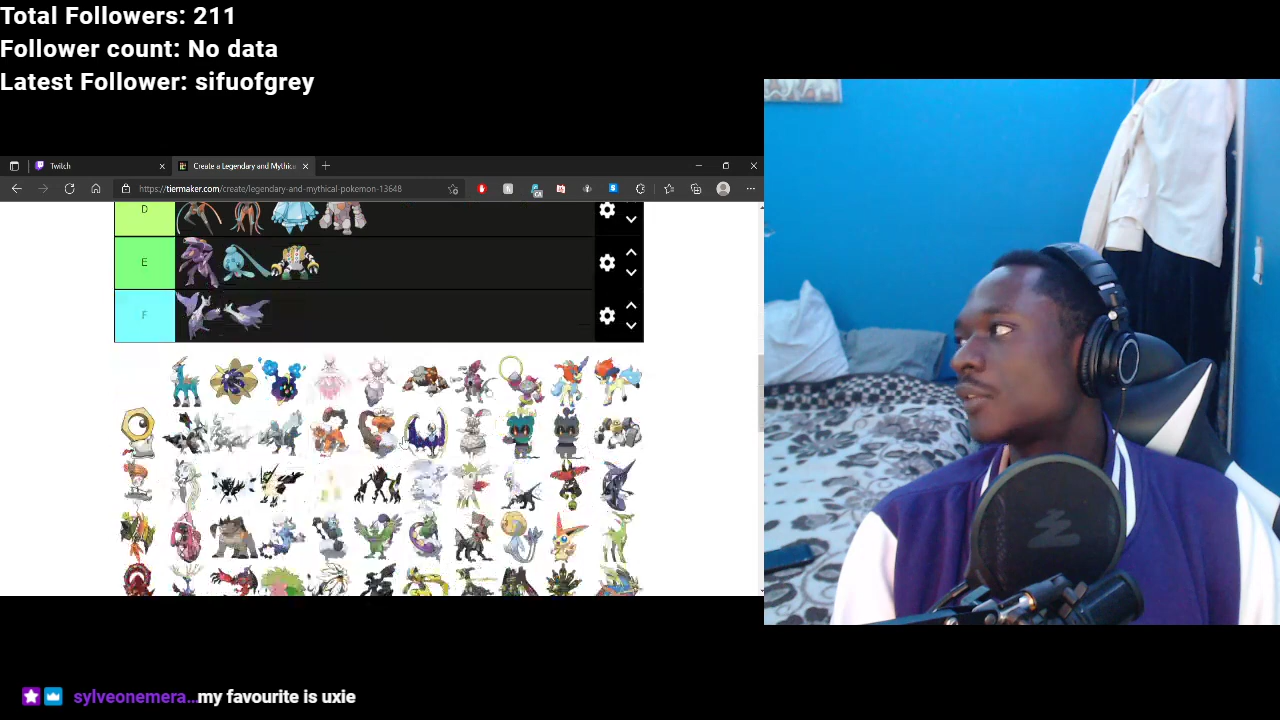 Total Followers: 211
Follower count: No data
Latest Follower: sifuofgrey
Twitch
Create a Legendary and Mythica
https://tiermaker.com/create/legendary-and-mythical-pokemon-13648
D
E
F
sylveonemera... my favourite is uxie